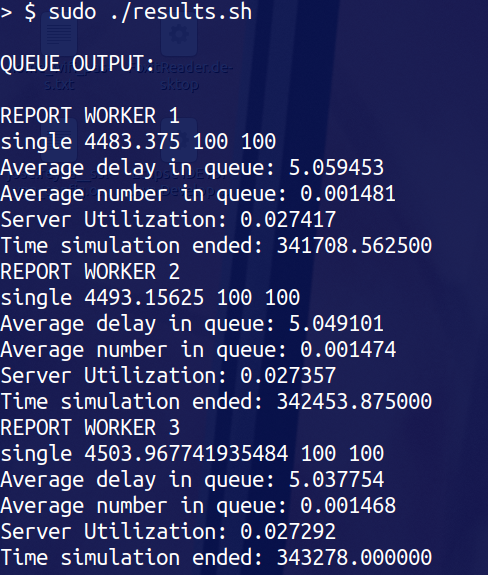 > $ sudo ./results.sh
QUEUE OUTPUT:
REPORT WORKER 1
single 4483.375 100 100
Average delay in queue: 5.059453
Average number in queue: 0.001481
Server Utilization: 0.027417
Time simulation ended: 341708.562500
REPORT WORKER 2
single 4493.15625 100 100
Average delay in queue: 5.049101
Average number in queue: 0.001474
Server Utilization: 0.027357
Time simulation ended: 342453.875000
REPORT WORKER 3
single 4503.967741935484 100 100
Average delay in queue: 5.037754
Average number in queue: 0.001468
Server Utilization: 0.027292
Time simulation ended: 343278.000000